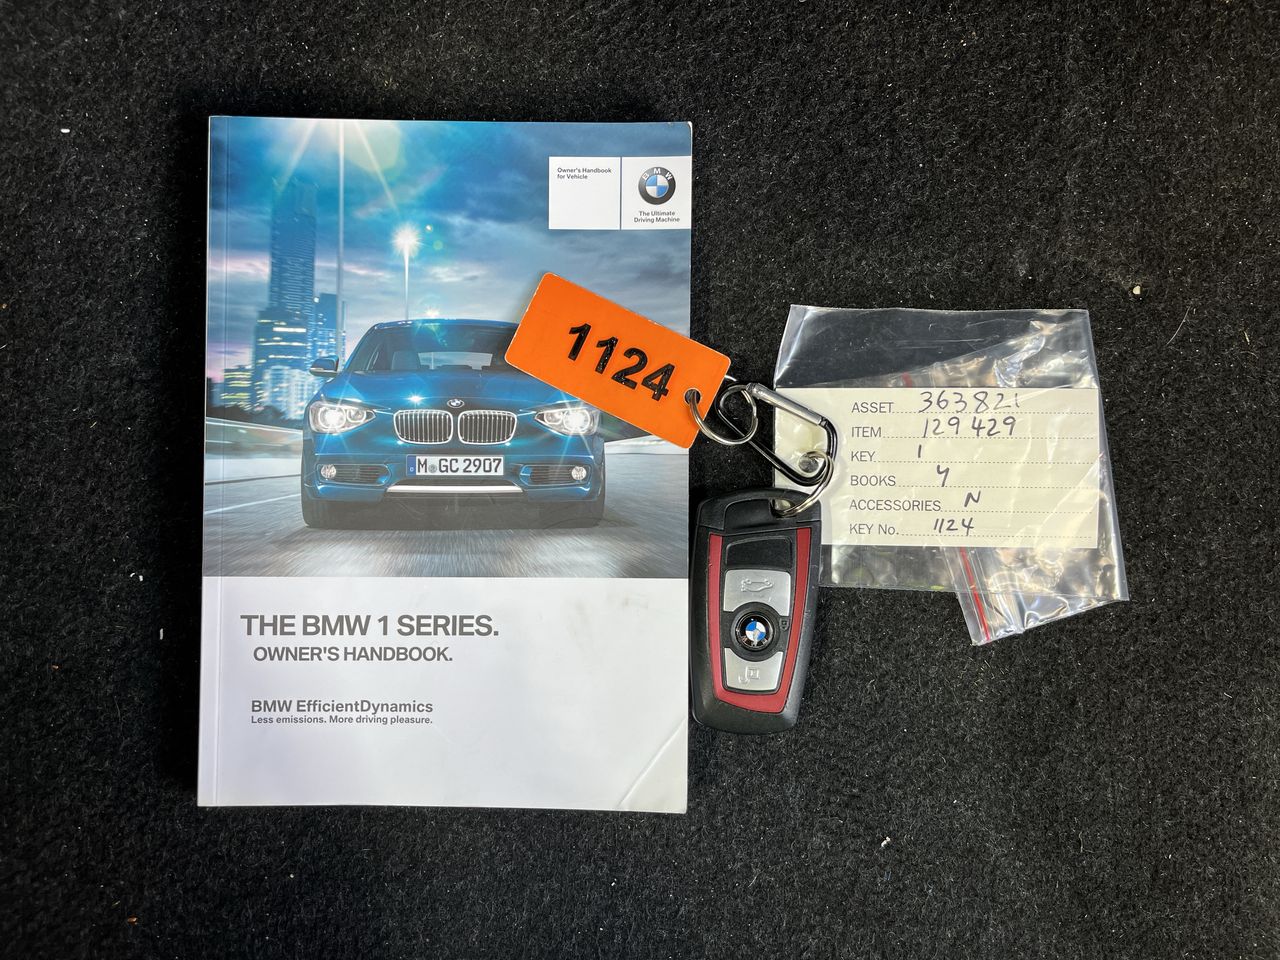 Owner's Handbook
for Vehicle
BMW
The Ultimate
Driving Machine
1124
M GC 2907
THE BMW 1 SERIES.
OWNER'S HANDBOOK.
BMW EfficientDynamics
Less emissions. More driving pleasure.
ASSET 363821
ITEM 129429
KEY 1
BOOKS Y
ACCESSORIES N
KEY No. 1124